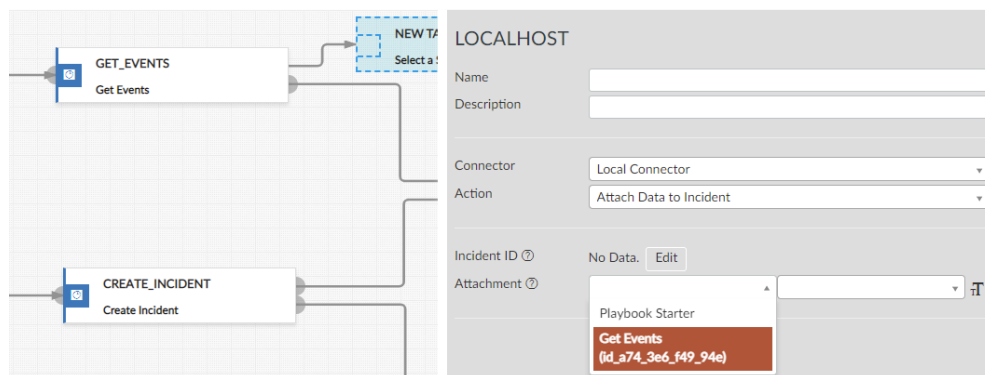 GET_EVENTS
Get Events
NEW TA
Select a
CREATE_INCIDENT
Create Incident
LOCALHOST
Name
Description
Connector
Local Connector
Action
Attach Data to Incident
Incident ID
No Data.
Edit
Attachment
Playbook Starter
Get Events
(id_a74_3e6_f49_94e)